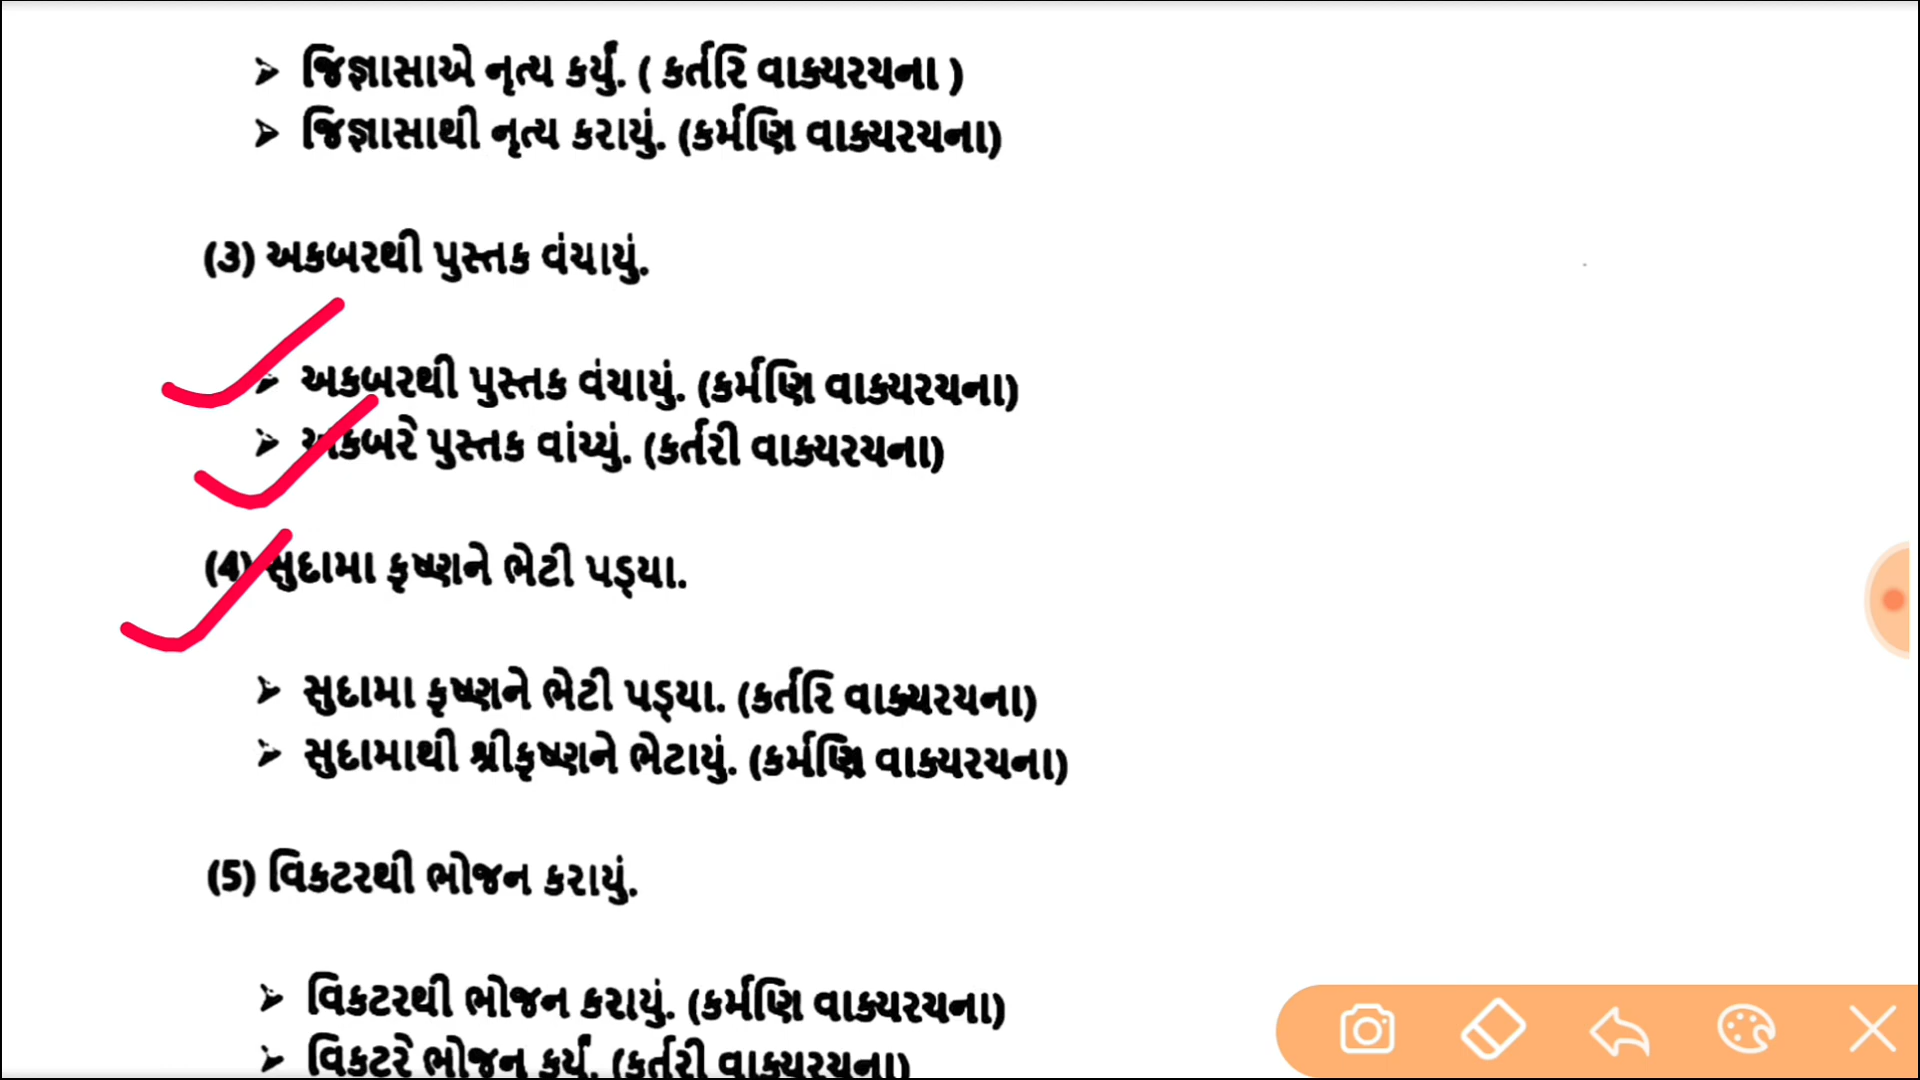 ➢ જિજ્ઞાસાએ નૃત્ય કર્યું. ( કર્તરિ વાક્યરચના )
➢ જિજ્ઞાસાથી નૃત્ય કરાયું. (કર્મણિ વાક્યરચના)
(૩) અકબરથી પુસ્તક વંચાયું.
➢ અકબરથી પુસ્તક વંચાયું. (કર્મણિ વાક્યરચના)
➢ અકબરે પુસ્તક વાંચ્યું. (કર્તરી વાક્યરચના)
(4) સુદામા કૃષ્ણને ભેટી પડ્યા.
➢ સુદામા કૃષ્ણને ભેટી પડ્યા. (કર્તરિ વાક્યરચના)
➢ સુદામાથી શ્રીકૃષ્ણને ભેટાયું. (કર્મણિ વાક્યરચના)
(5) વિકટરથી ભોજન કરાયું.
➢ વિકટરથી ભોજન કરાયું. (કર્મણિ વાક્યરચના)
➢ વિકટરે ભોજન કર્યું. (કર્તરી વાક્યરચના)